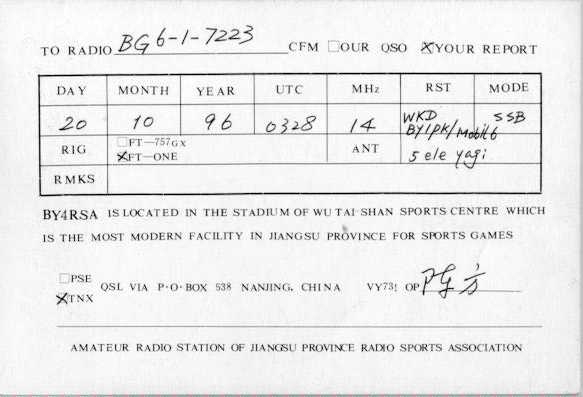 TO RADIO BG6-1-7223 CFM □OUR QSO ☒YOUR REPORT
DAY MONTH YEAR UTC MHz RST MODE
20 10 96 0328 14 WKD BY1PK/Mobil6 SSB
RIG □FT—757GX ☒FT—ONE ANT 5 ele yagi
RMKS
BY4RSA IS LOCATED IN THE STADIUM OF WU TAI-SHAN SPORTS CENTRE WHICH
IS THE MOST MODERN FACILITY IN JIANGSU PROVINCE FOR SPORTS GAMES
□PSE
☒TNX QSL VIA P·O·BOX 538 NANJING, CHINA VY73! OP
AMATEUR RADIO STATION OF JIANGSU PROVINCE RADIO SPORTS ASSOCIATION